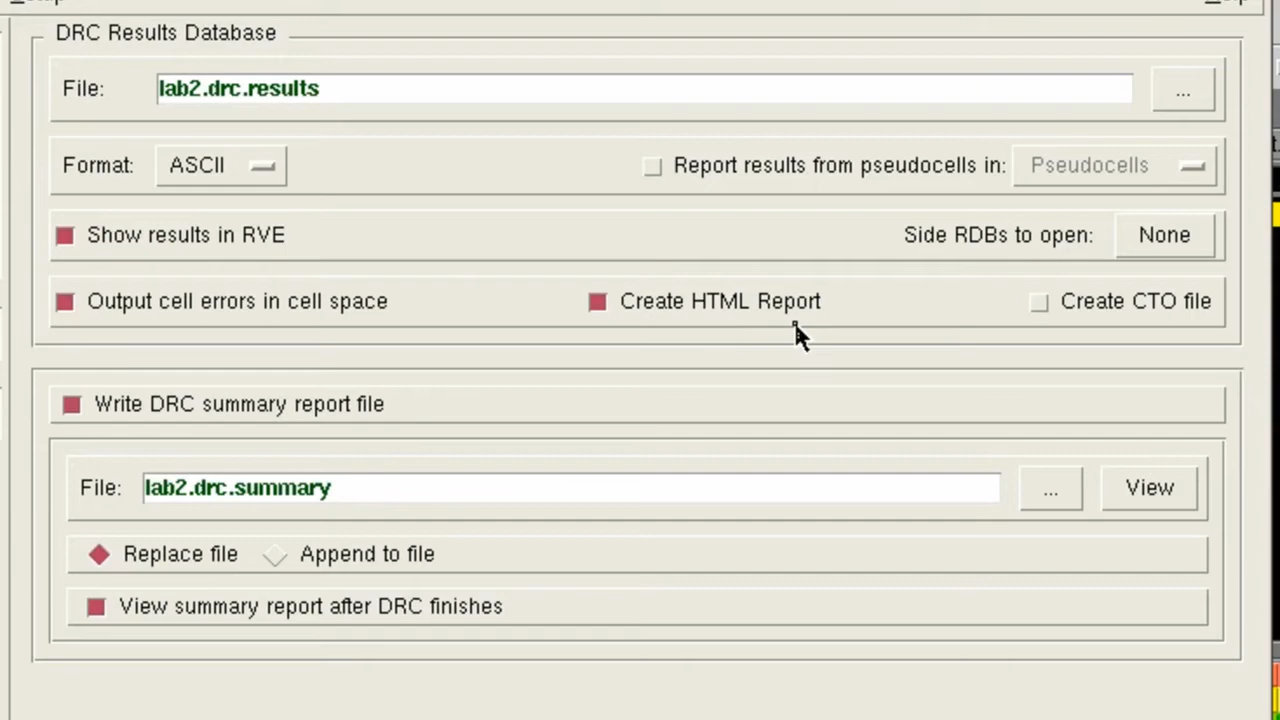 DRC Results Database
File: lab2.drc.results ...
Format: ASCII Report results from pseudocells in: Pseudocells
Show results in RVE Side RDBs to open: None
Output cell errors in cell space Create HTML Report Create CTO file
Write DRC summary report file
File: lab2.drc.summary ... View
Replace file Append to file
View summary report after DRC finishes